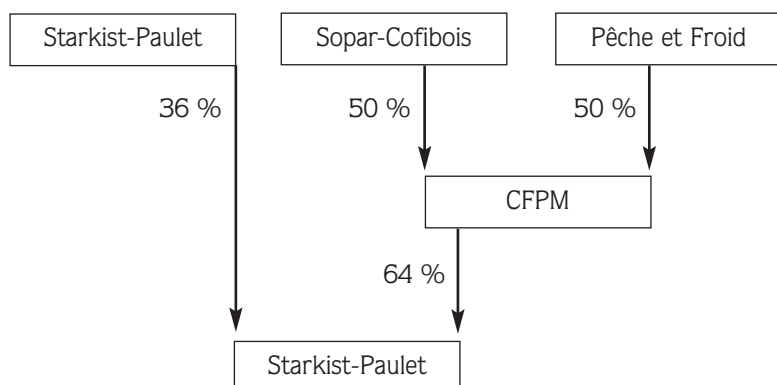 Starkist-Paulet Sopar-Cofibois Pêche et Froid
36 % 50 % 50 %
CFPM
64 %
Starkist-Paulet